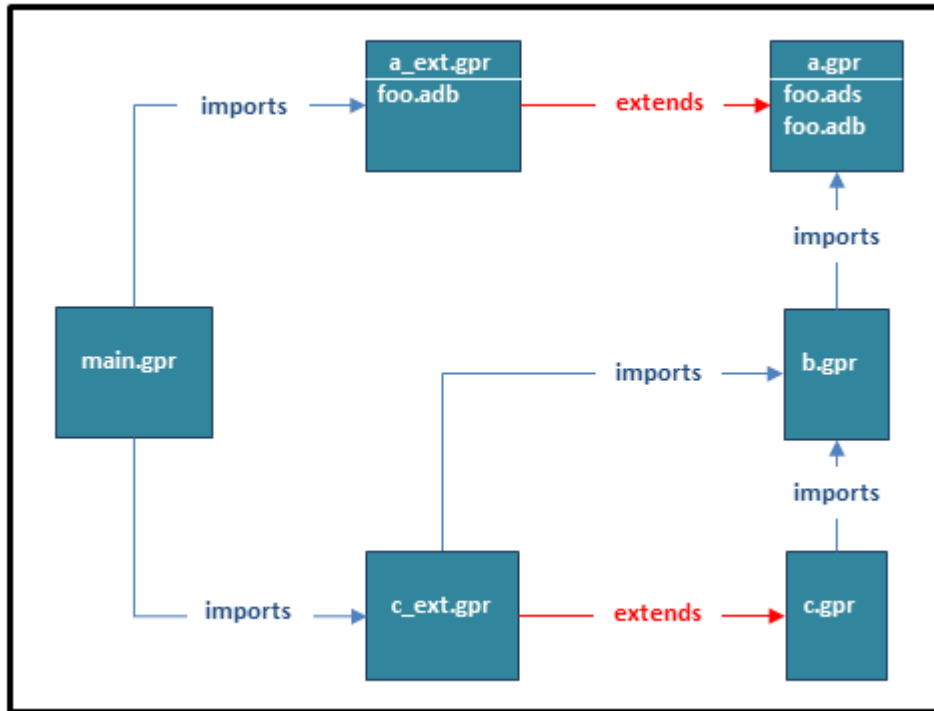 a_ext.gpr
foo.adb
a.gpr
foo.ads
foo.adb
imports
extends
imports
main.gpr
imports
b.gpr
imports
imports
c_ext.gpr
extends
c.gpr